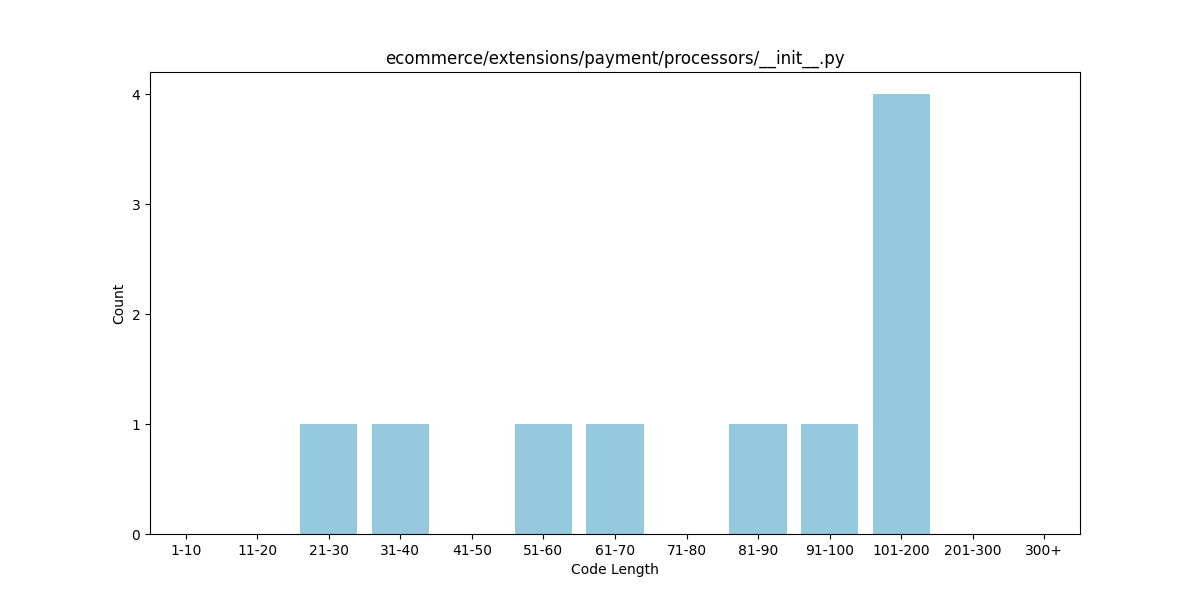 ecommerce/extensions/payment/processors/__init__.py
4
3
2
1
0
Count
1-10 11-20 21-30 31-40 41-50 51-60 61-70 71-80 81-90 91-100 101-200 201-300 300+
Code Length